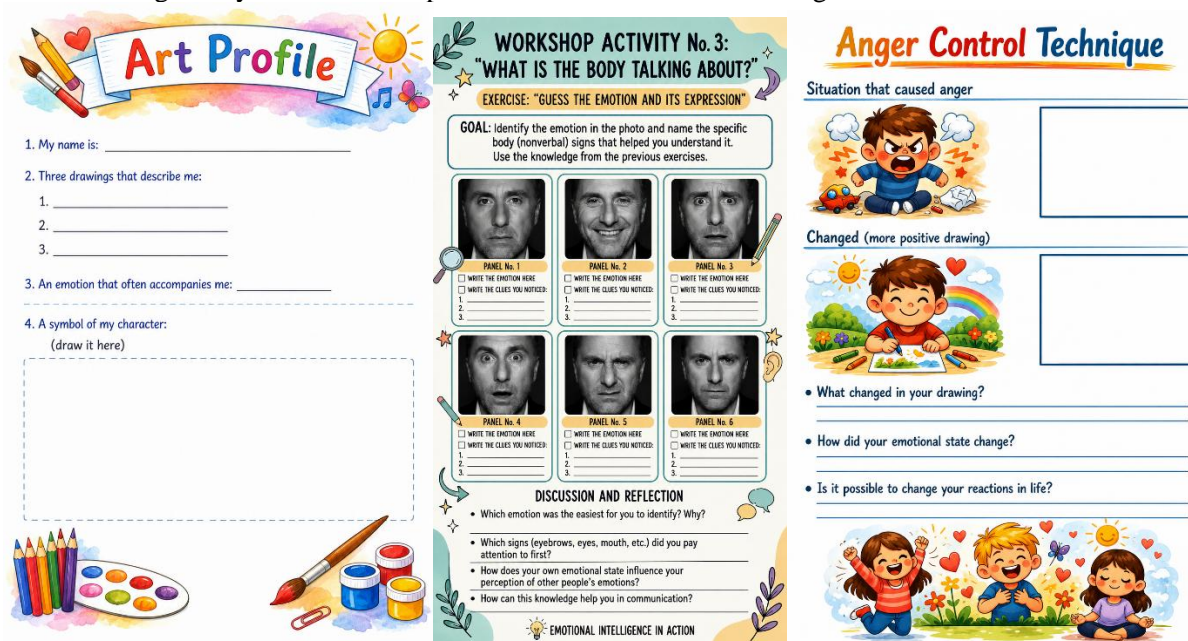 Art Profile
1. My name is:
2. Three drawings that describe me:
1.
2.
3.
3. An emotion that often accompanies me:
4. A symbol of my character:
(draw it here)
WORKSHOP ACTIVITY No. 3:
"WHAT IS THE BODY TALKING ABOUT?"
EXERCISE: "GUESS THE EMOTION AND ITS EXPRESSION"
GOAL: Identify the emotion in the photo and name the specific
body (nonverbal) signs that helped you understand it.
Use the knowledge from the previous exercises.
PANEL No. 1
WRITE THE EMOTION HERE
WRITE THE CLUES YOU NOTICED:
1.
2.
3.
PANEL No. 2
WRITE THE EMOTION HERE
WRITE THE CLUES YOU NOTICED:
1.
2.
3.
PANEL No. 3
WRITE THE EMOTION HERE
WRITE THE CLUES YOU NOTICED:
1.
2.
3.
PANEL No. 4
WRITE THE EMOTION HERE
WRITE THE CLUES YOU NOTICED:
1.
2.
3.
PANEL No. 5
WRITE THE EMOTION HERE
WRITE THE CLUES YOU NOTICED:
1.
2.
3.
PANEL No. 6
WRITE THE EMOTION HERE
WRITE THE CLUES YOU NOTICED:
1.
2.
3.
DISCUSSION AND REFLECTION
• Which emotion was the easiest for you to identify? Why?
• Which signs (eyebrows, eyes, mouth, etc.) did you pay
attention to first?
• How does your own emotional state influence your
perception of other people's emotions?
• How can this knowledge help you in communication?
EMOTIONAL INTELLIGENCE IN ACTION
Anger Control Technique
Situation that caused anger
Changed (more positive drawing)
• What changed in your drawing?
• How did your emotional state change?
• Is it possible to change your reactions in life?